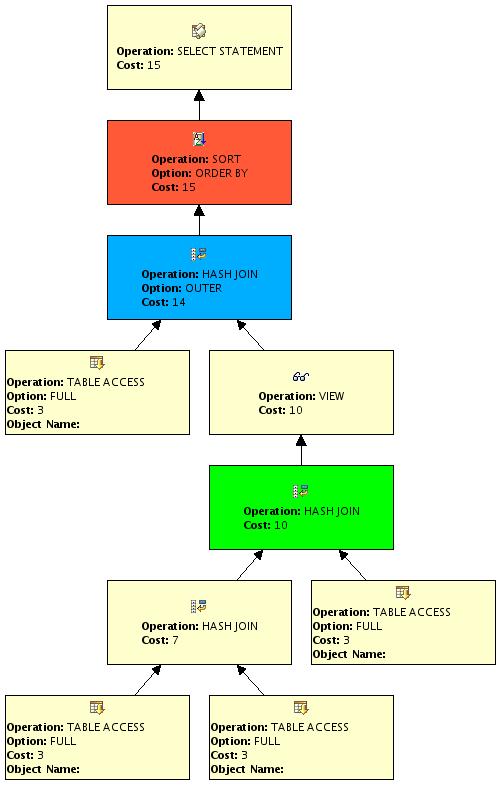 Operation: SELECT STATEMENT
Cost: 15
Operation: SORT
Option: ORDER BY
Cost: 15
Operation: HASH JOIN
Option: OUTER
Cost: 14
Operation: TABLE ACCESS
Option: FULL
Cost: 3
Object Name:
Operation: VIEW
Cost: 10
Operation: HASH JOIN
Cost: 10
Operation: HASH JOIN
Cost: 7
Operation: TABLE ACCESS
Option: FULL
Cost: 3
Object Name:
Operation: TABLE ACCESS
Option: FULL
Cost: 3
Object Name:
Operation: TABLE ACCESS
Option: FULL
Cost: 3
Object Name: